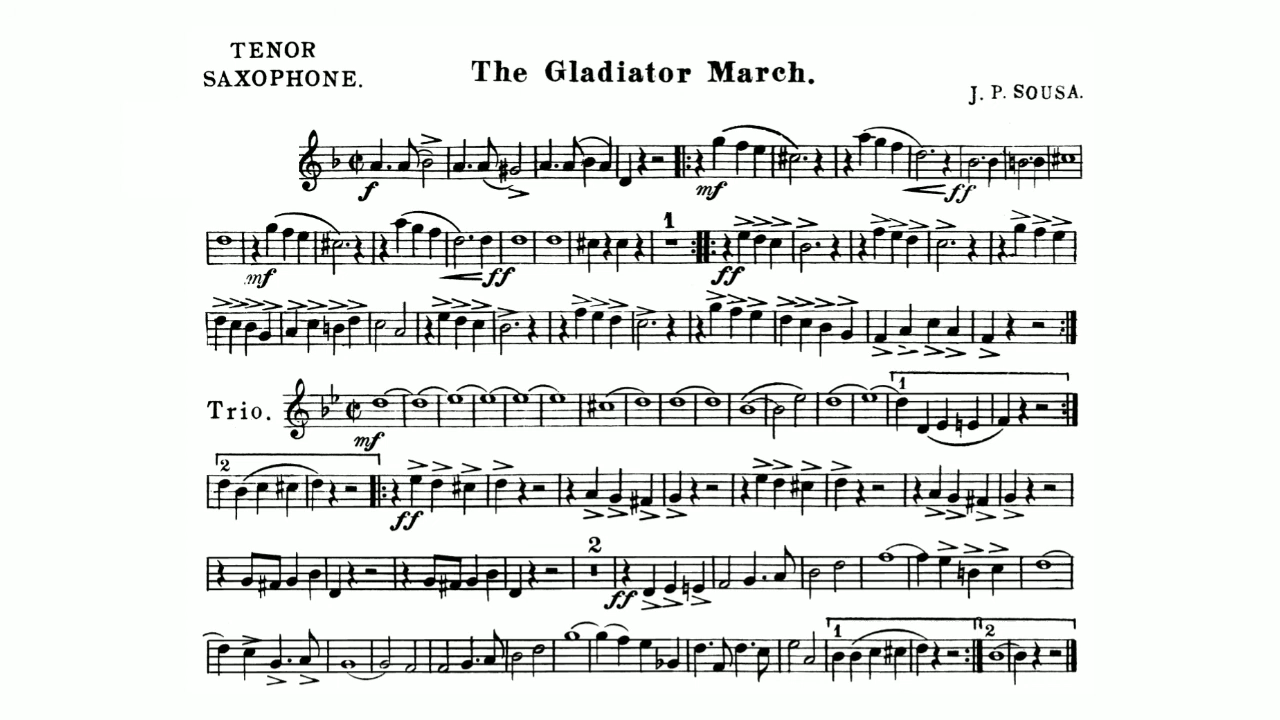 TENOR
SAXOPHONE.
The Gladiator March.
J. P. SOUSA.
f mf ff
mf ff 1 ff
Trio. mf 1
2 ff
2 ff
1 2